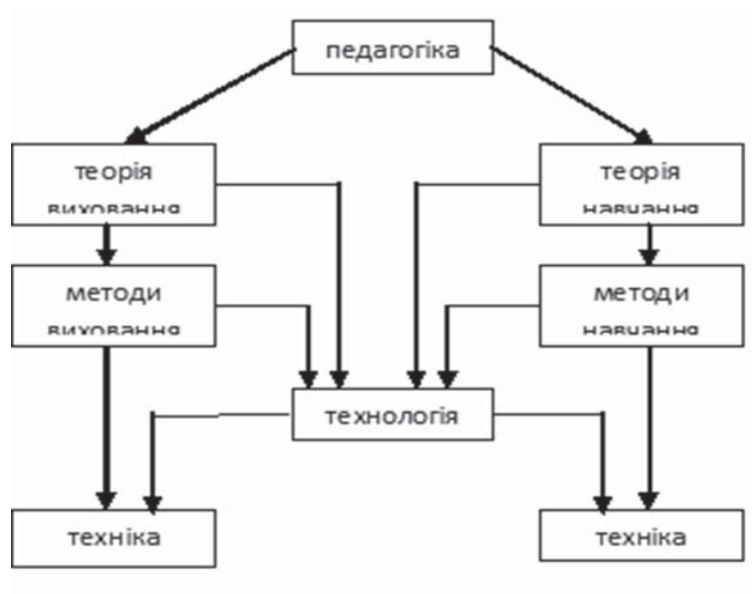 педагогіка
теорія
виховання
теорія
навчання
методи
виховання
методи
навчання
технологія
техніка
техніка